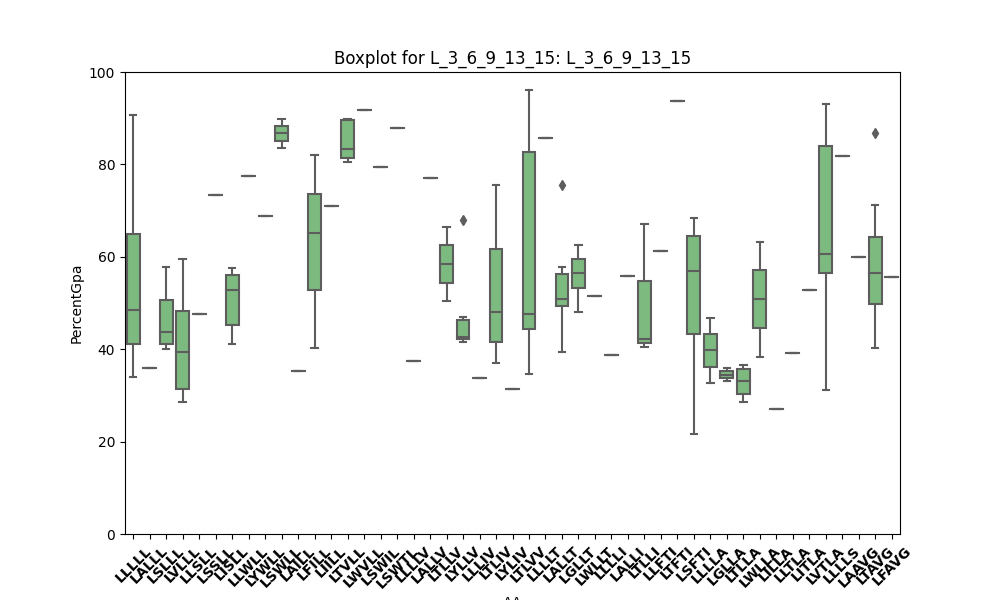 Boxplot for L_3_6_9_13_15: L_3_6_9_13_15
PercentGpa
100
80
60
40
20
0
LLLLL
LALLL
LSLLL
LVLLL
LLSLL
LSSLL
LISLL
LLWLL
LYWLL
LSWLL
LAILL
LFILL
LIILL
LTVLL
LWVLL
LSWIL
LSWTL
LLLLV
LALLV
LTLLV
LYLLV
LLLIV
LTLIV
LYLIV
LTLVV
LLLLT
LALLT
LGLLT
LWLLT
LLLLI
LALLI
LTLLI
LLFTI
LTFTI
LSFTI
LLLLA
LGLLA
LTLLA
LWLLA
LILLA
LLTLA
LTTLA
LVTLA
LLLLS
LAAVG
LTAVG
LFAVG